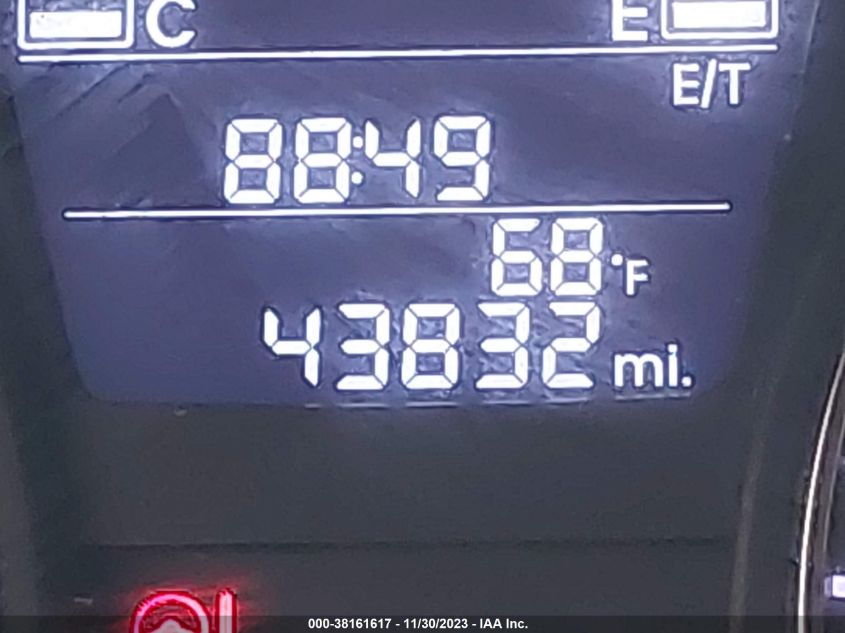 C E
E/T
88:49
68°F
43832 mi.
000-38161617 - 11/30/2023 - IAA Inc.